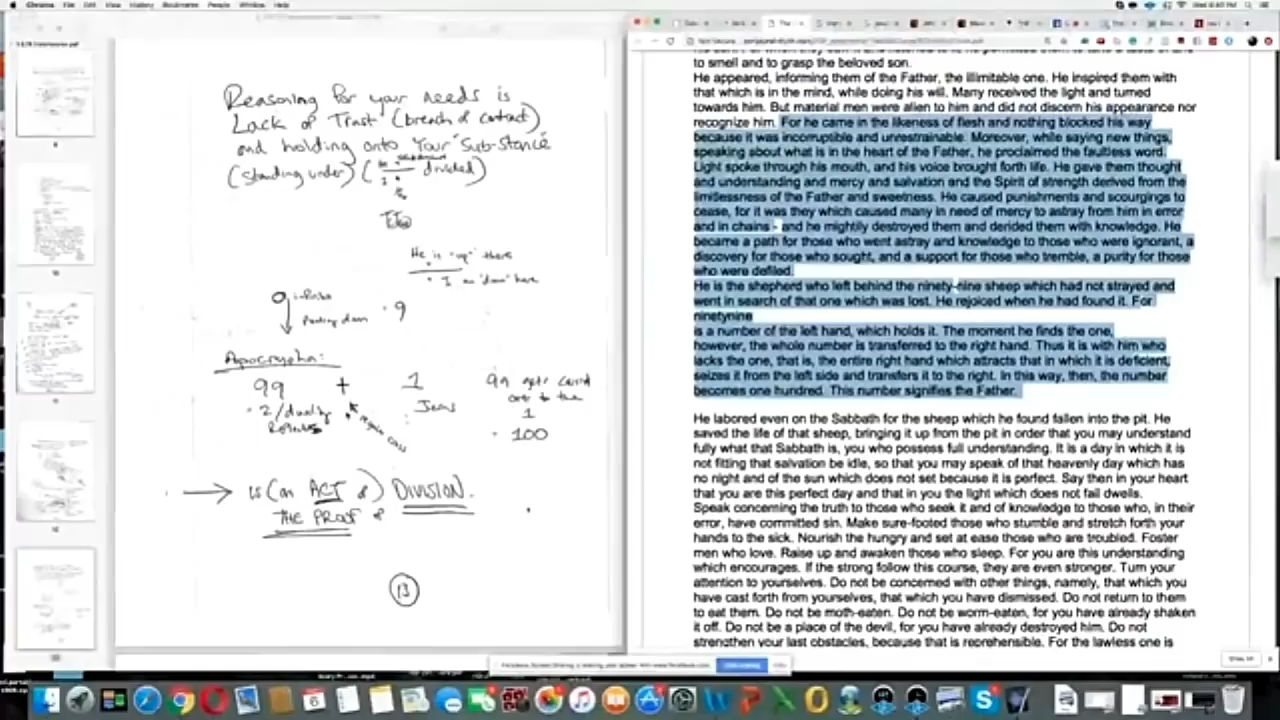 Chrome File Edit View History Bookmarks People Window Help
Reasoning for your needs is
Lack of Trust (breach of contract)
and holding onto Your "Sub-Stance"
(standing under) ( divided)
He is "up" there
I am "down" here
infinite
9
Apocrypha:
99 + 1
2/duality
Jesus
99 gets carried
over to the
1
100
is (an ACT of) DIVISION.
THE PROOF of
13
to smell and to grasp the beloved son.
He appeared, informing them of the Father, the illimitable one. He inspired them with
that which is in the mind, while doing his will. Many received the light and turned
towards him. But material men were alien to him and did not discern his appearance nor
recognize him. For he came in the likeness of flesh and nothing blocked his way
because it was incorruptible and unrestrainable. Moreover, while saying new things,
speaking about what is in the heart of the Father, he proclaimed the faultless word.
Light spoke through his mouth, and his voice brought forth life. He gave them thought
and understanding and mercy and salvation and the Spirit of strength derived from the
limitlessness of the Father and sweetness. He caused punishments and scourgings to
cease, for it was they which caused many in need of mercy to astray from him in error
and in chains - and he mightily destroyed them and derided them with knowledge. He
became a path for those who went astray and knowledge to those who were ignorant, a
discovery for those who sought, and a support for those who tremble, a purity for those
who were defiled.
He is the shepherd who left behind the ninety-nine sheep which had not strayed and
went in search of that one which was lost. He rejoiced when he had found it. For
ninetynine
is a number of the left hand, which holds it. The moment he finds the one,
however, the whole number is transferred to the right hand. Thus it is with him who
lacks the one, that is, the entire right hand which attracts that in which it is deficient,
seizes it from the left side and transfers it to the right. In this way, then, the number
becomes one hundred. This number signifies the Father.
He labored even on the Sabbath for the sheep which he found fallen into the pit. He
saved the life of that sheep, bringing it up from the pit in order that you may understand
fully what that Sabbath is, you who possess full understanding. It is a day in which it is
not fitting that salvation be idle, so that you may speak of that heavenly day which has
no night and of the sun which does not set because it is perfect. Say then in your heart
that you are this perfect day and that in you the light which does not fail dwells.
Speak concerning the truth to those who seek it and of knowledge to those who, in their
error, have committed sin. Make sure-footed those who stumble and stretch forth your
hands to the sick. Nourish the hungry and set at ease those who are troubled. Foster
men who love. Raise up and awaken those who sleep. For you are this understanding
which encourages. If the strong follow this course, they are even stronger. Turn your
attention to yourselves. Do not be concerned with other things, namely, that which you
have cast forth from yourselves, that which you have dismissed. Do not return to them
to eat them. Do not be moth-eaten. Do not be worm-eaten, for you have already shaken
it off. Do not be a place of the devil, for you have already destroyed him. Do not
strengthen your last obstacles, because that is reprehensible. For the lawless one is